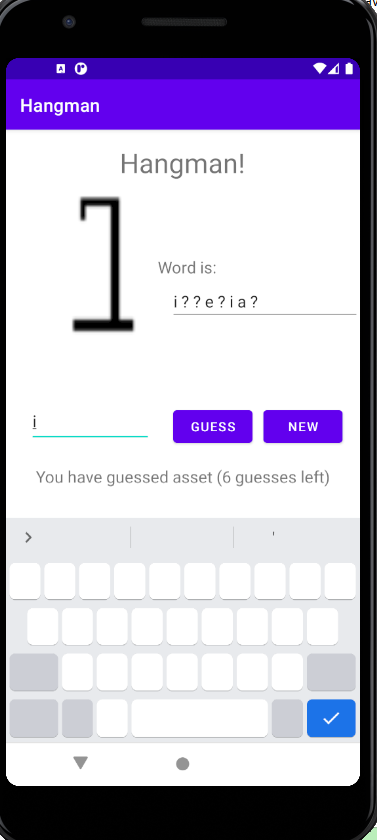 Hangman
Hangman!
Word is:
i ? ? e ? i a ?
i
GUESS
NEW
You have guessed asset (6 guesses left)